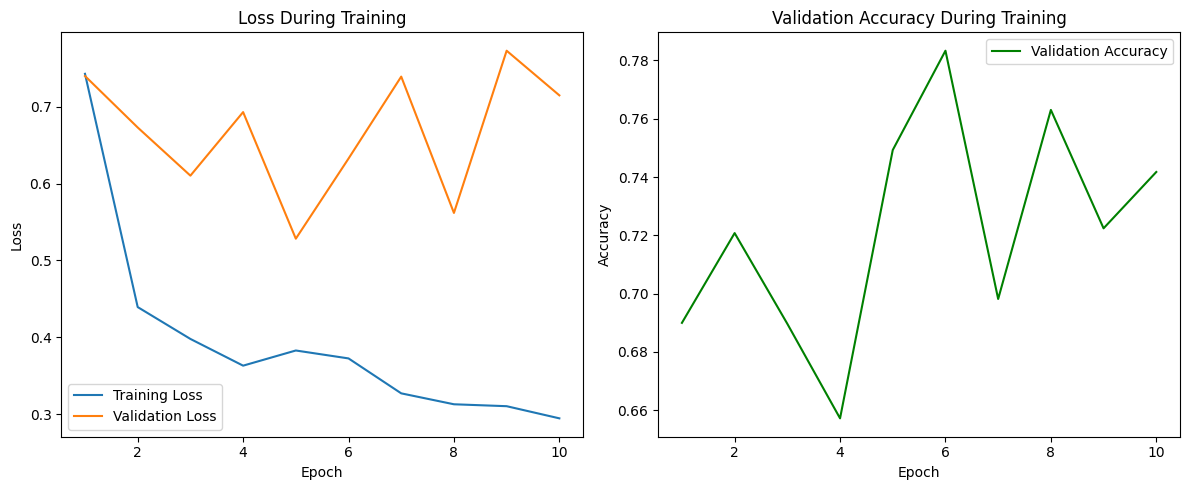 Loss During Training
0.7
0.6
0.5
0.4
0.3
Loss
Training Loss
Validation Loss
2 4 6 8 10
Epoch
Validation Accuracy During Training
Validation Accuracy
0.78
0.76
0.74
0.72
0.70
0.68
0.66
Accuracy
2 4 6 8 10
Epoch